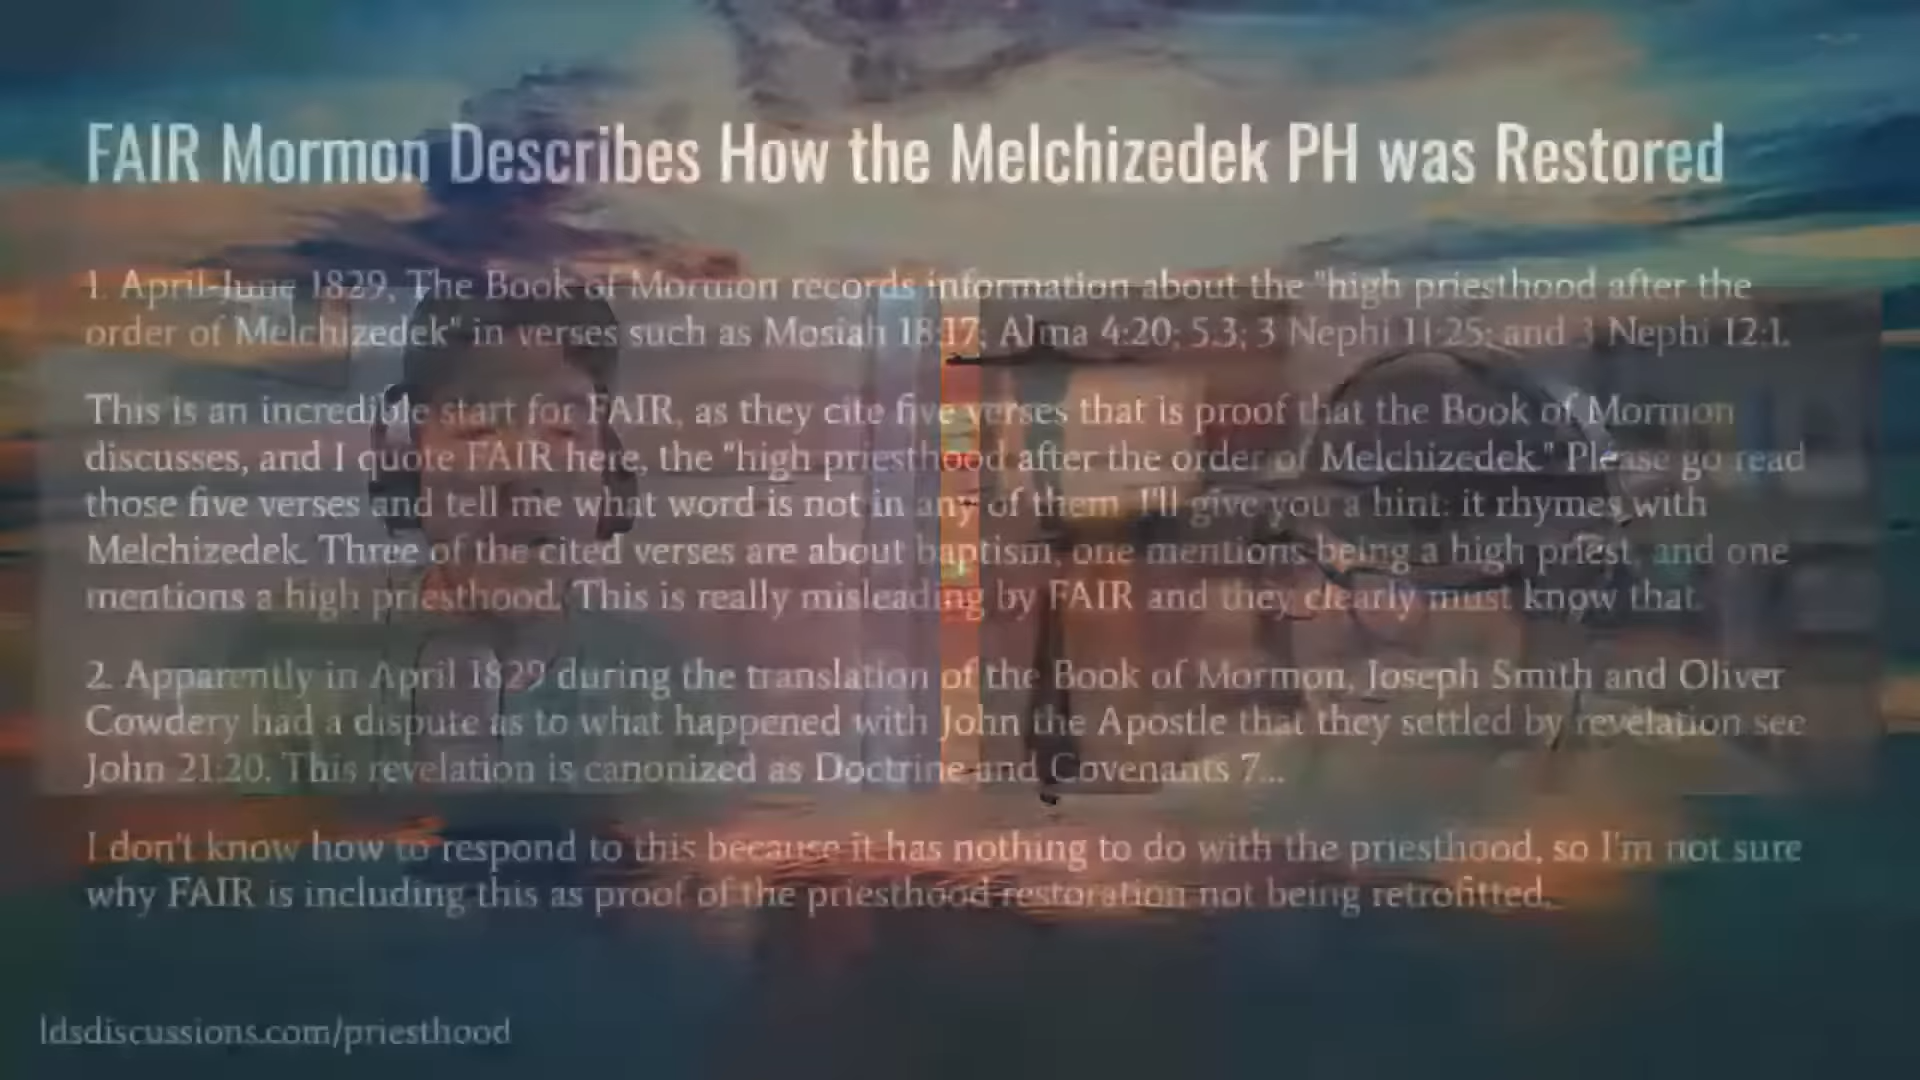 FAIR Mormon Describes How the Melchizedek PH was Restored
1. April-June 1829, The Book of Mormon records information about the "high priesthood after the
order of Melchizedek" in verses such as Mosiah 18:17; Alma 4:20; 5:3; 3 Nephi 11:25; and 3 Nephi 12:1.
This is an incredible start for FAIR, as they cite five verses that is proof that the Book of Mormon
discusses, and I quote FAIR here, the "high priesthood after the order of Melchizedek." Please go read
those five verses and tell me what word is not in any of them. I'll give you a hint: it rhymes with
Melchizedek. Three of the cited verses are about baptism, one mentions being a high priest, and one
mentions a high priesthood. This is really misleading by FAIR and they clearly must know that.
2. Apparently in April 1829 during the translation of the Book of Mormon, Joseph Smith and Oliver
Cowdery had a dispute as to what happened with John the Apostle that they settled by revelation see
John 21:20. This revelation is canonized as Doctrine and Covenants 7...
I don't know how to respond to this because it has nothing to do with the priesthood, so I'm not sure
why FAIR is including this as proof of the priesthood restoration not being retrofitted.
ldsdiscussions.com/priesthood